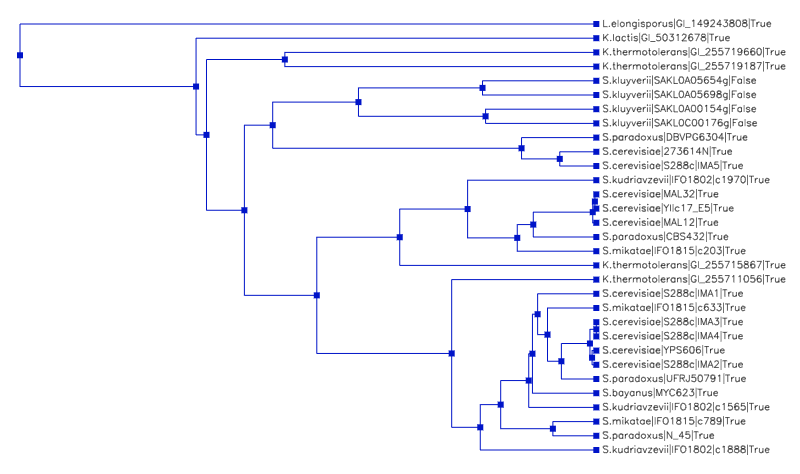 L.elongisporus|GI_149243808|True
K.lactis|GI_50312678|True
K.thermotolerans|GI_255719660|True
K.thermotolerans|GI_255719187|True
S.kluyverii|SAKL0A05654g|False
S.kluyverii|SAKL0A05698g|False
S.kluyverii|SAKL0A00154g|False
S.kluyverii|SAKL0C00176g|False
S.paradoxus|DBVPG6304|True
S.cerevisiae|273614N|True
S.cerevisiae|S288c|IMA5|True
S.kudriavzevii|IFO1802|c1970|True
S.cerevisiae|MAL32|True
S.cerevisiae|YIlc17_E5|True
S.cerevisiae|MAL12|True
S.paradoxus|CBS432|True
S.mikatae|IFO1815|c203|True
K.thermotolerans|GI_255715867|True
K.thermotolerans|GI_255711056|True
S.cerevisiae|S288c|IMA1|True
S.mikatae|IFO1815|c633|True
S.cerevisiae|S288c|IMA3|True
S.cerevisiae|S288c|IMA4|True
S.cerevisiae|YPS606|True
S.cerevisiae|S288c|IMA2|True
S.paradoxus|UFRJ50791|True
S.bayanus|MYC623|True
S.kudriavzevii|IFO1802|c1565|True
S.mikatae|IFO1815|c789|True
S.paradoxus|N_45|True
S.kudriavzevii|IFO1802|c1888|True